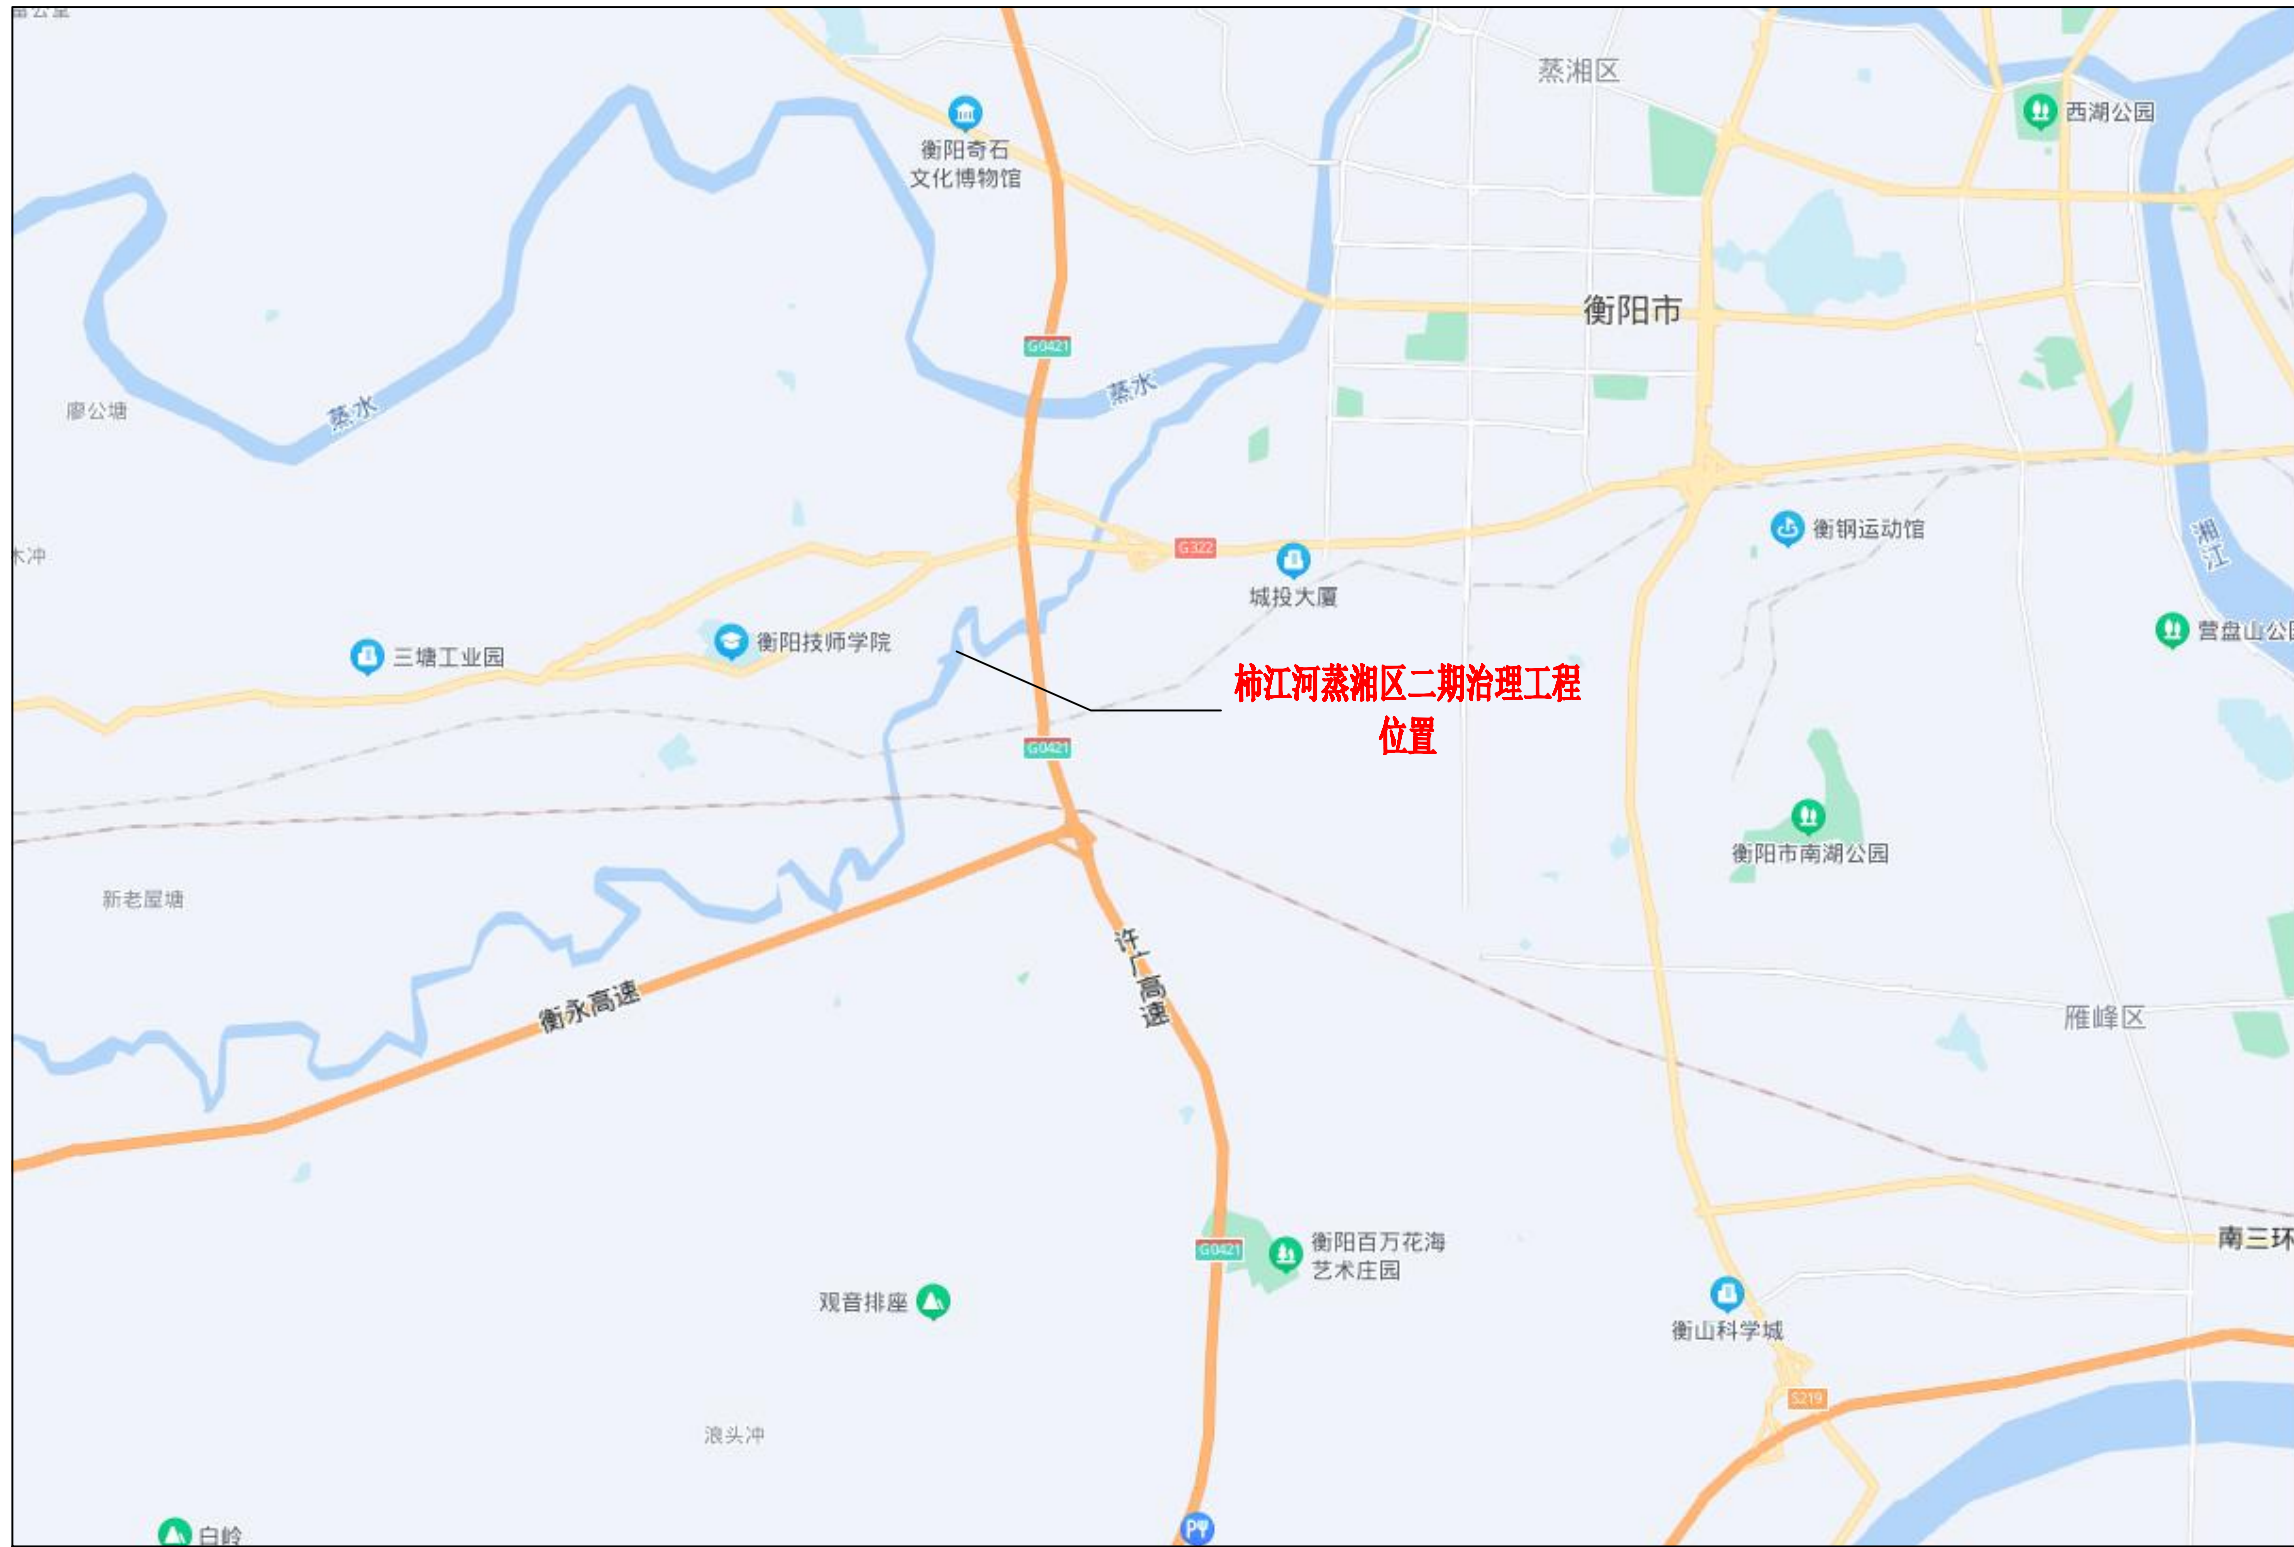 蒸湘区
西湖公园
衡阳奇石
文化博物馆
衡阳市
G0421
蒸水
蒸水
廖公塘
衡钢运动馆
湘江
G322
木冲
城投大厦
营盘山公园
衡阳技师学院
三塘工业园
柿江河蒸湘区二期治理工程
位置
G0421
衡阳市南湖公园
新老屋塘
许广高速
衡永高速
雁峰区
南三环
衡阳百万花海
艺术庄园
G0421
观音排座
衡山科学城
S219
浪头冲
P
白岭